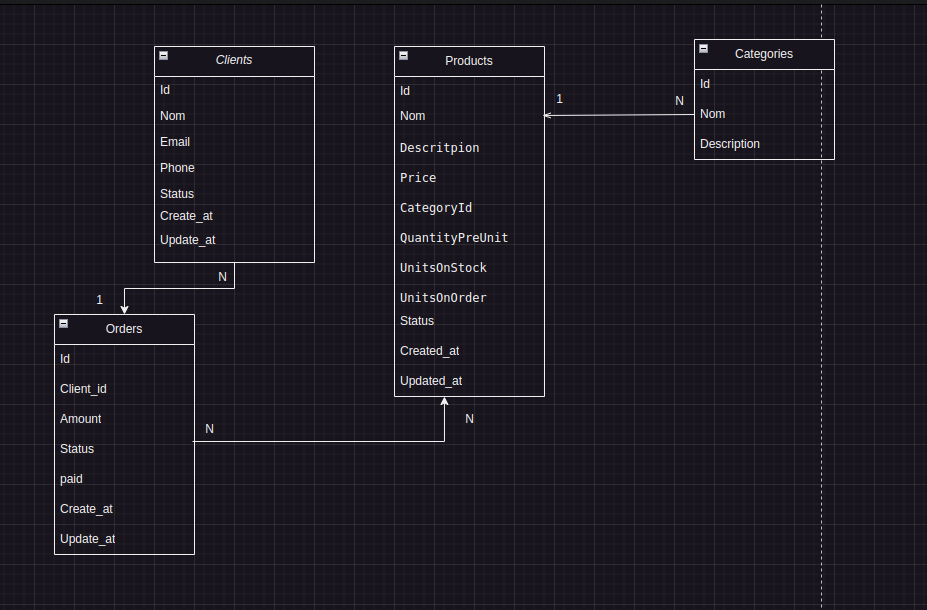 Clients
Id
Nom
Email
Phone
Status
Create_at
Update_at
N
1
Orders
Id
Client_id
Amount
Status
paid
Create_at
Update_at
N
N
Products
Id
Nom
Descritpion
Price
CategoryId
QuantityPreUnit
UnitsOnStock
UnitsOnOrder
Status
Created_at
Updated_at
1
N
Categories
Id
Nom
Description